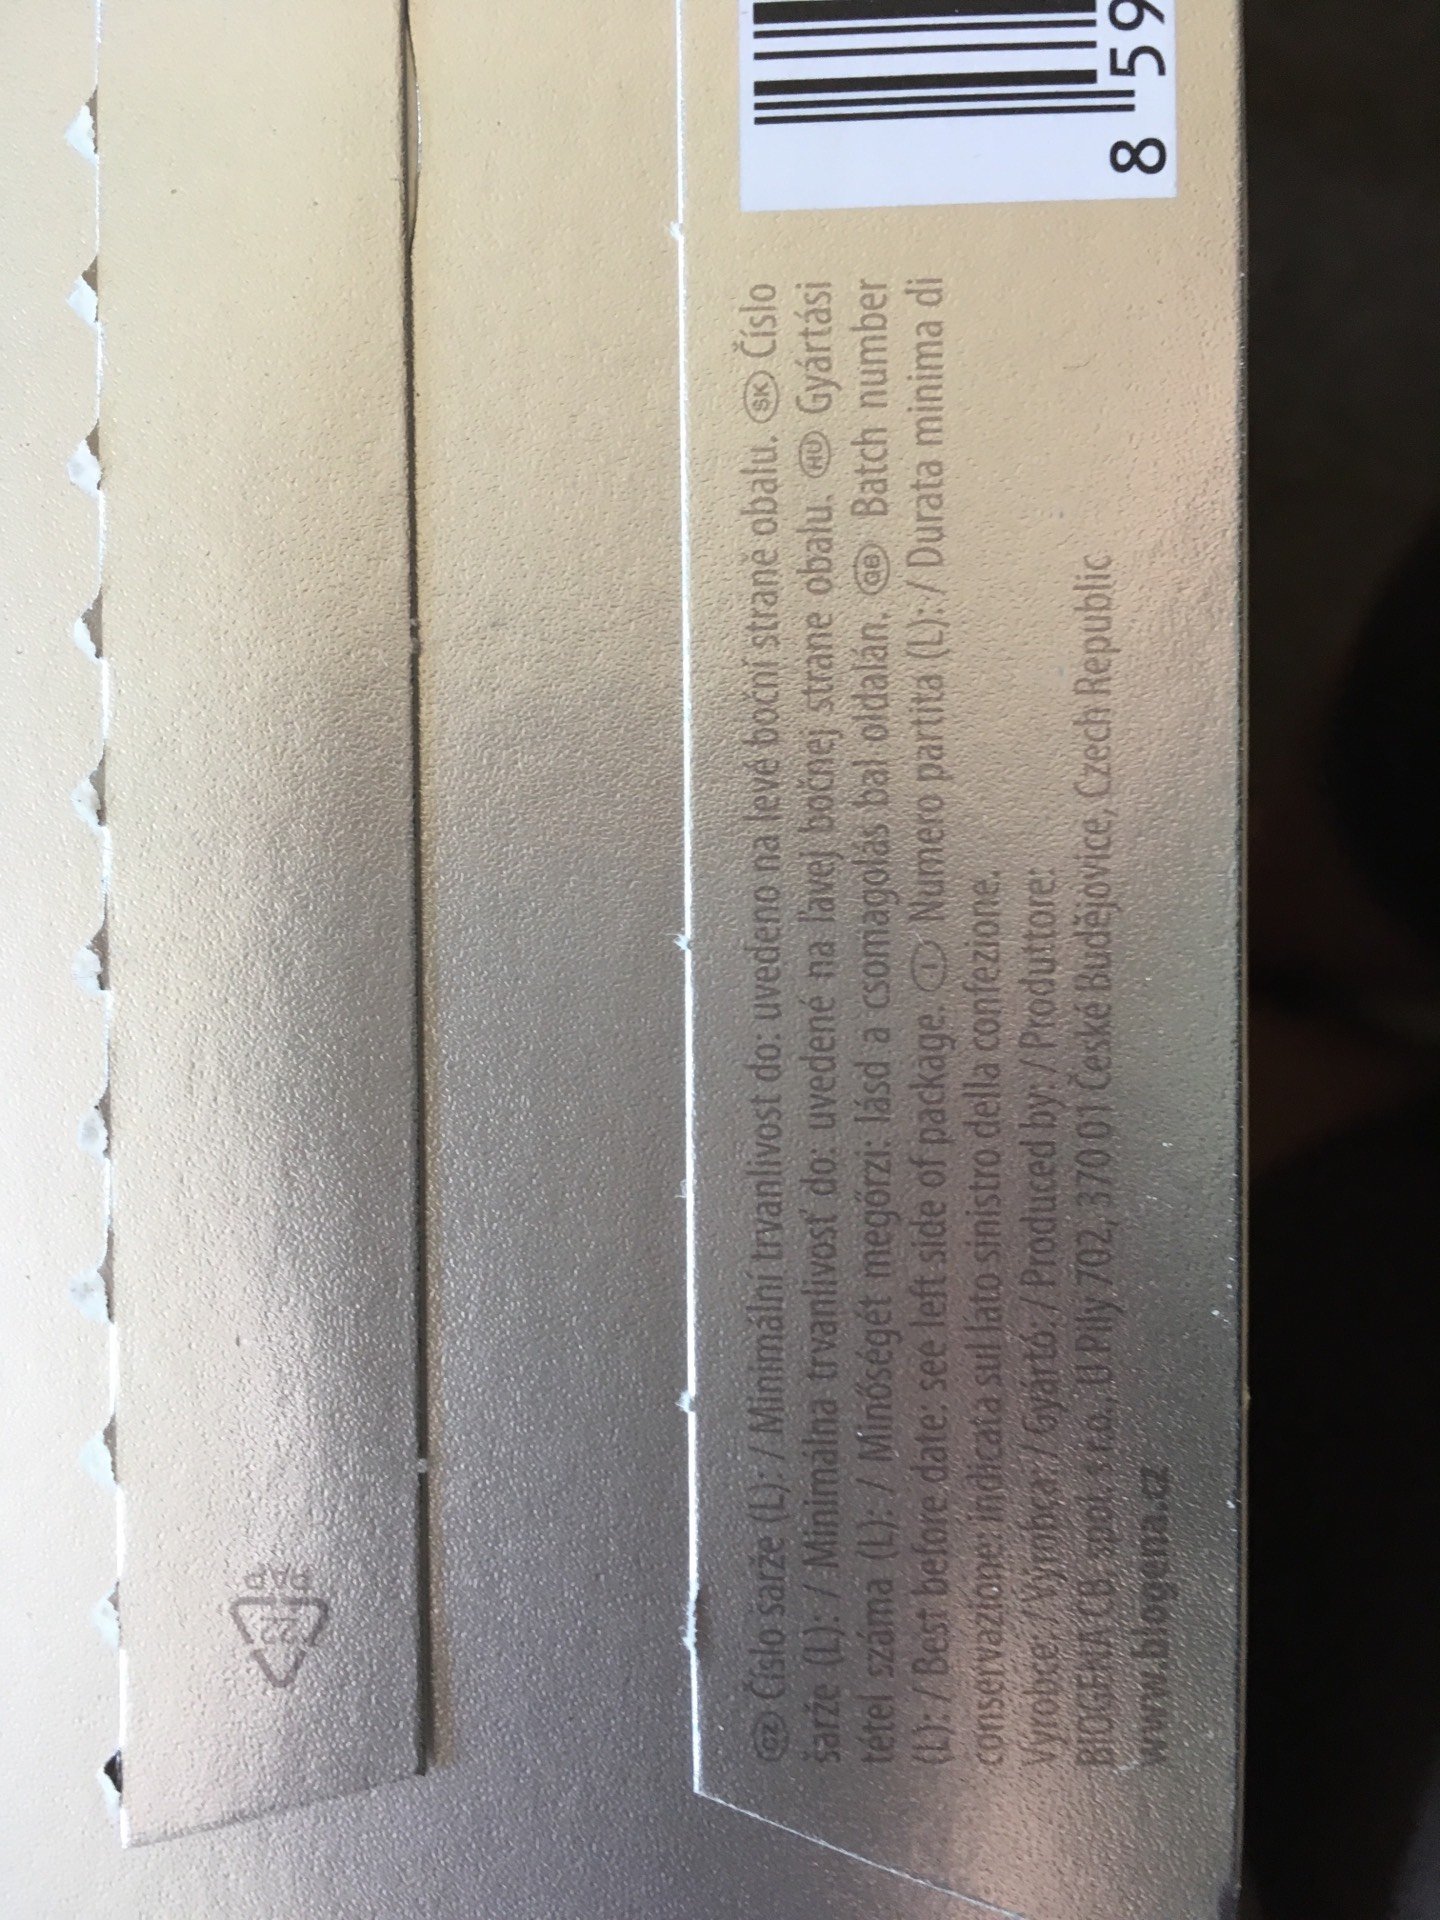 CZ Číslo sarže (L): / Minimální trvanlivost do: uvedeno na levé boční straně obalu. SK Číslo
sarže (L): / Minimálna trvanlivosť do: uvedené na ľavej bočnej strane obalu. HU Gyártási
tétel száma (L): / Minőségét megőrzi: lásd a csomagolás bal oldalán. GB Batch number
(L): / Best before date: see left side of package. I Numero partita (L): / Durata minima di
conservazione: indicata sul lato sinistro della confezione.
Výrobce: / Výrobca: / Gyártó: / Produced by: / Produttore:
BIOGENA CB, spol. s r.o., U Pily 702, 370 01 České Budějovice, Czech Republic
www.biogena.cz
8 59
21
PAP